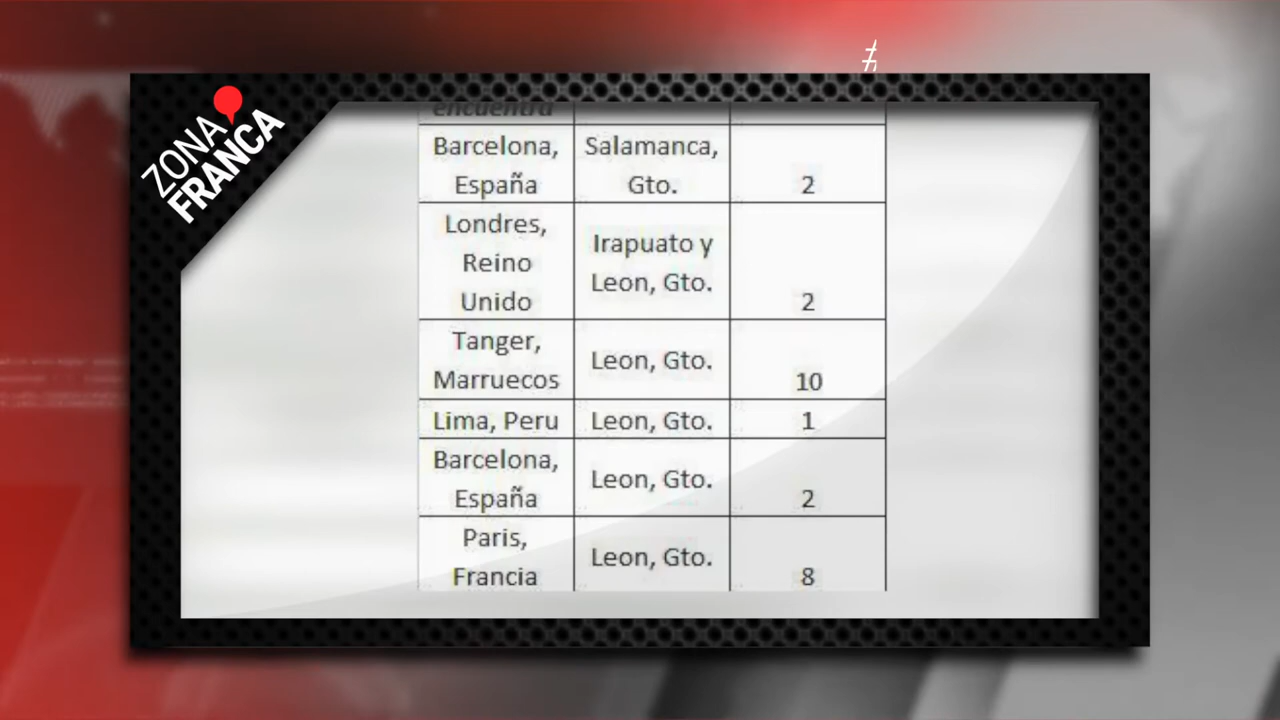 #
ZONA
FRANCA
encuentra
Barcelona,
España
Salamanca,
Gto.
2
Londres,
Reino
Unido
Irapuato y
Leon, Gto.
2
Tanger,
Marruecos
Leon, Gto.
10
Lima, Peru
Leon, Gto.
1
Barcelona,
España
Leon, Gto.
2
Paris,
Francia
Leon, Gto.
8